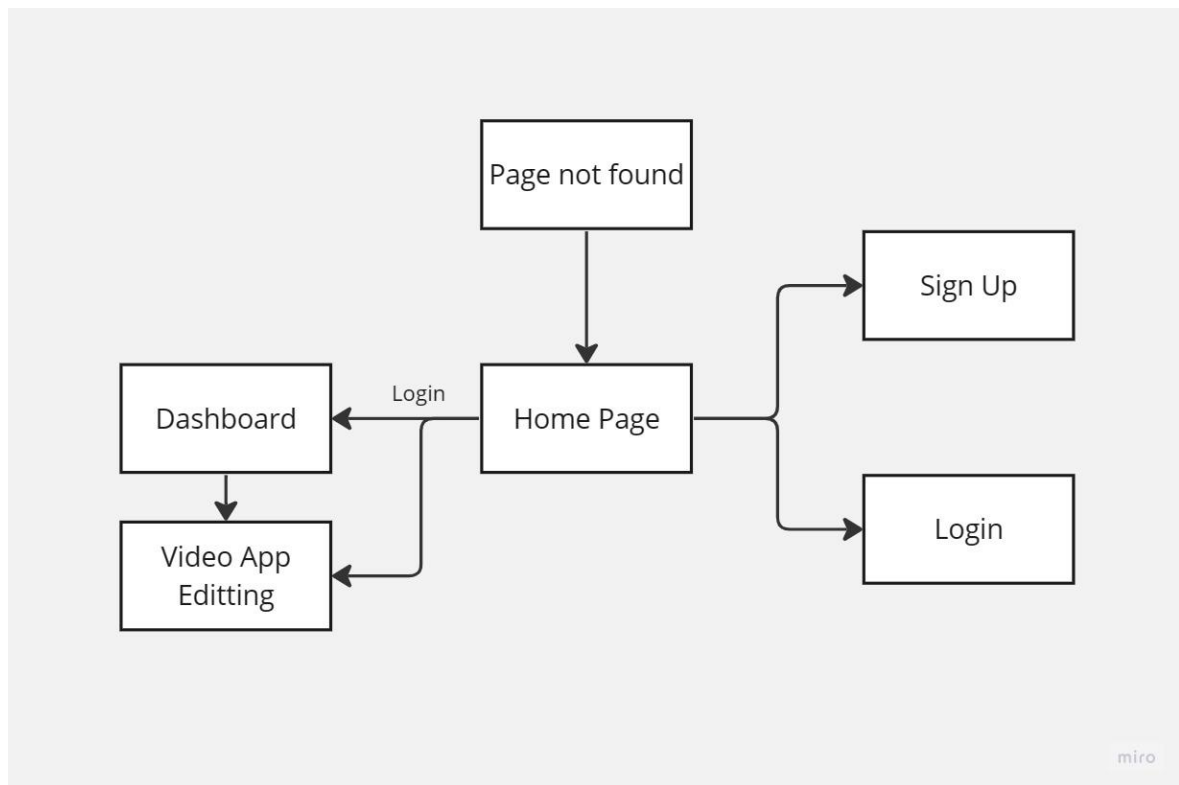 Page not found
Sign Up
Login
Dashboard
Home Page
Login
Video App
Editting
miro